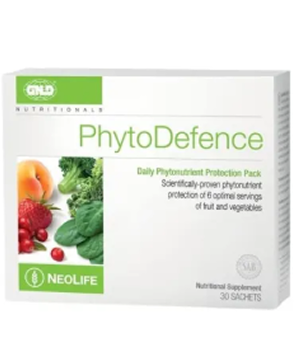 GNLD
NUTRITIONALS
PhytoDefence
Daily Phytonutrient Protection Pack
Scientifically-proven phytonutrient
protection of 6 optimel servings
of fruit and vegetables
NEOLIFE
Nutritional Supplement
30 SACHETS